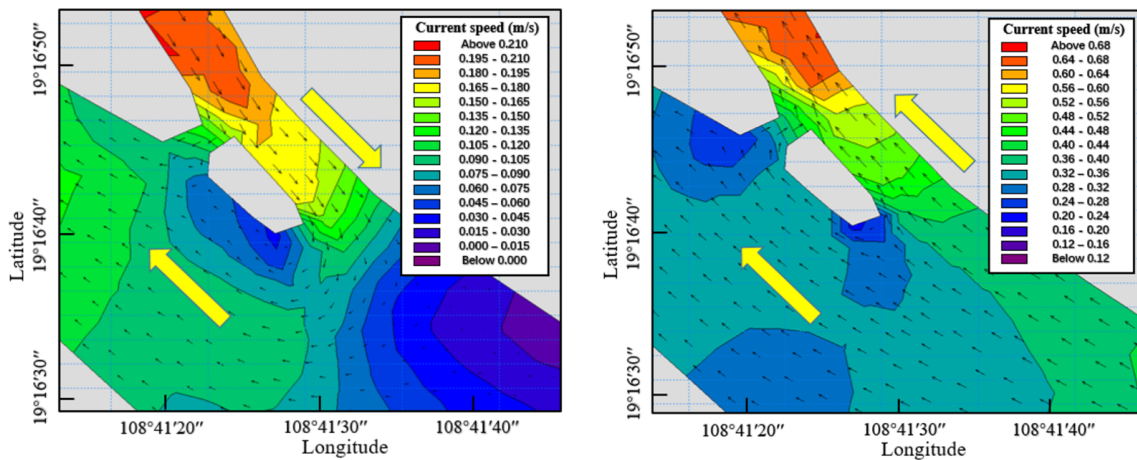 Current speed (m/s)
Above 0.210
0.195 - 0.210
0.180 - 0.195
0.165 - 0.180
0.150 - 0.165
0.135 - 0.150
0.120 - 0.135
0.105 - 0.120
0.090 - 0.105
0.075 – 0.090
0.060 - 0.075
0.045 - 0.060
0.030 - 0.045
0.015 - 0.030
0.000 – 0.015
Below 0.000
19°16′50″
19°16′40″
19°16′30″
Latitude
108°41′20″ 108°41′30″ 108°41′40″
Longitude
Current speed (m/s)
Above 0.68
0.64 - 0.68
0.60 - 0.64
0.56 - 0.60
0.52 - 0.56
0.48 - 0.52
0.44 - 0.48
0.40 - 0.44
0.36 - 0.40
0.32 - 0.36
0.28 - 0.32
0.24 - 0.28
0.20 - 0.24
0.16 - 0.20
0.12 - 0.16
Below 0.12
19°16′50″
19°16′40″
19°16′30″
Latitude
108°41′20″ 108°41′30″ 108°41′40″
Longitude